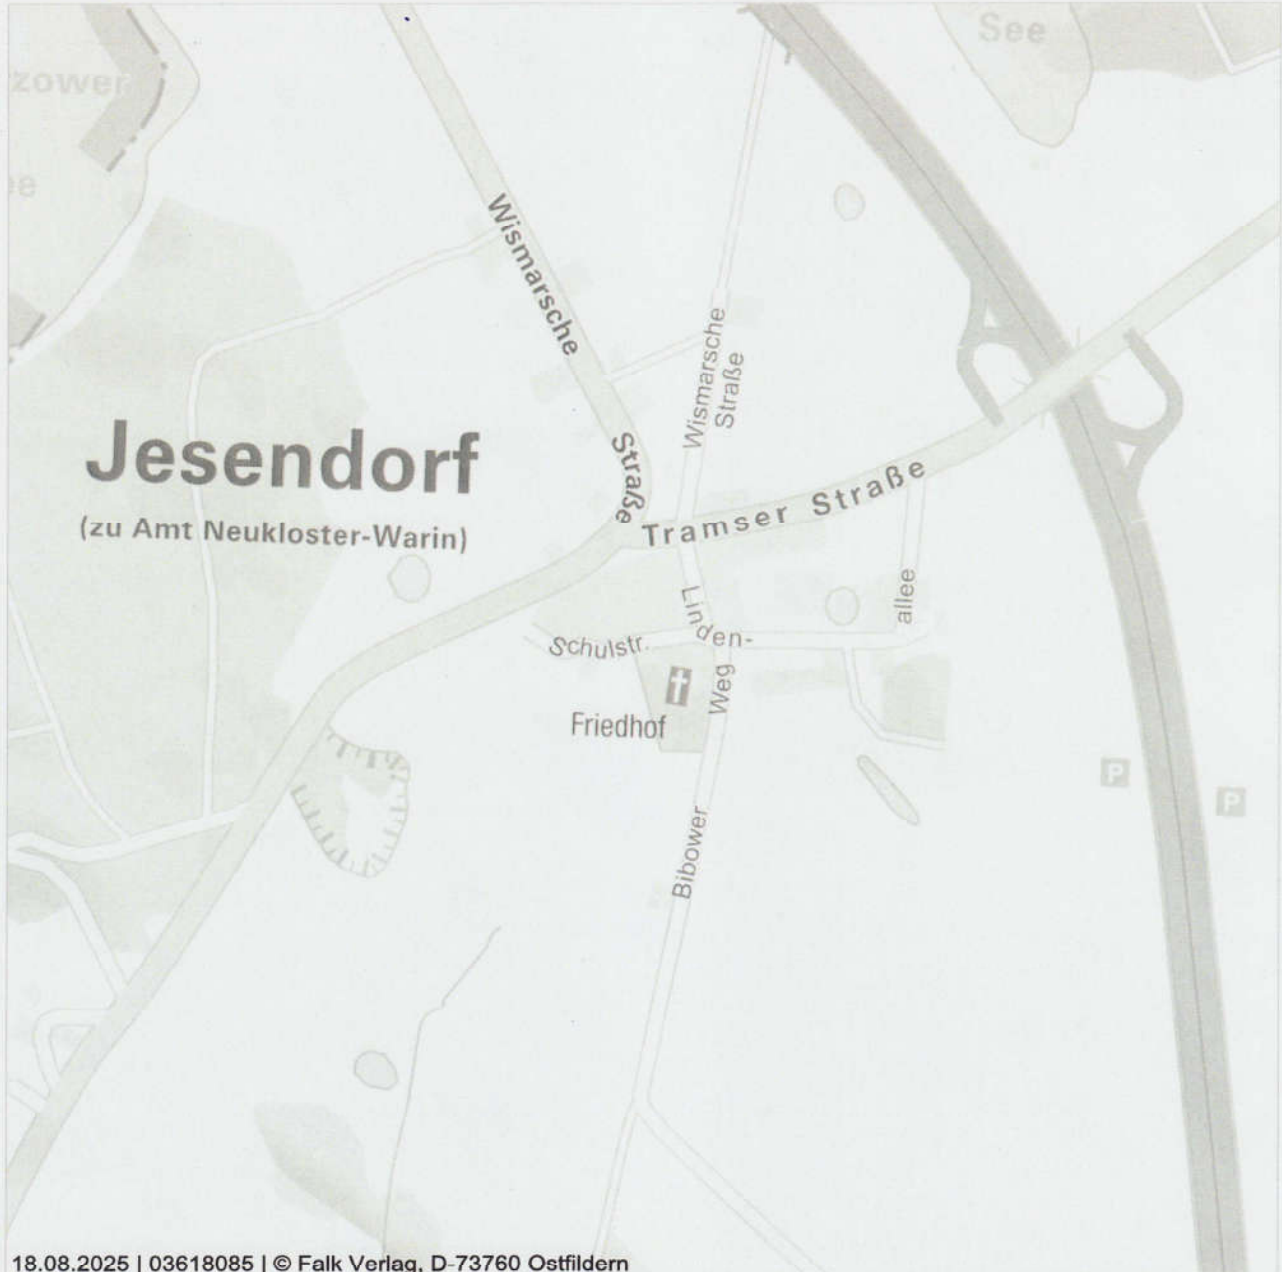 See
zower
Wismarsche
Straße
Wismarsche
Straße
Jesendorf
(zu Amt Neukloster-Warin)
Tramser Straße
Linden-
allee
Schulstr.
Friedhof
Bibower Weg
P
P
18.08.2025 | 03618085 | © Falk Verlag, D-73760 Ostfildern